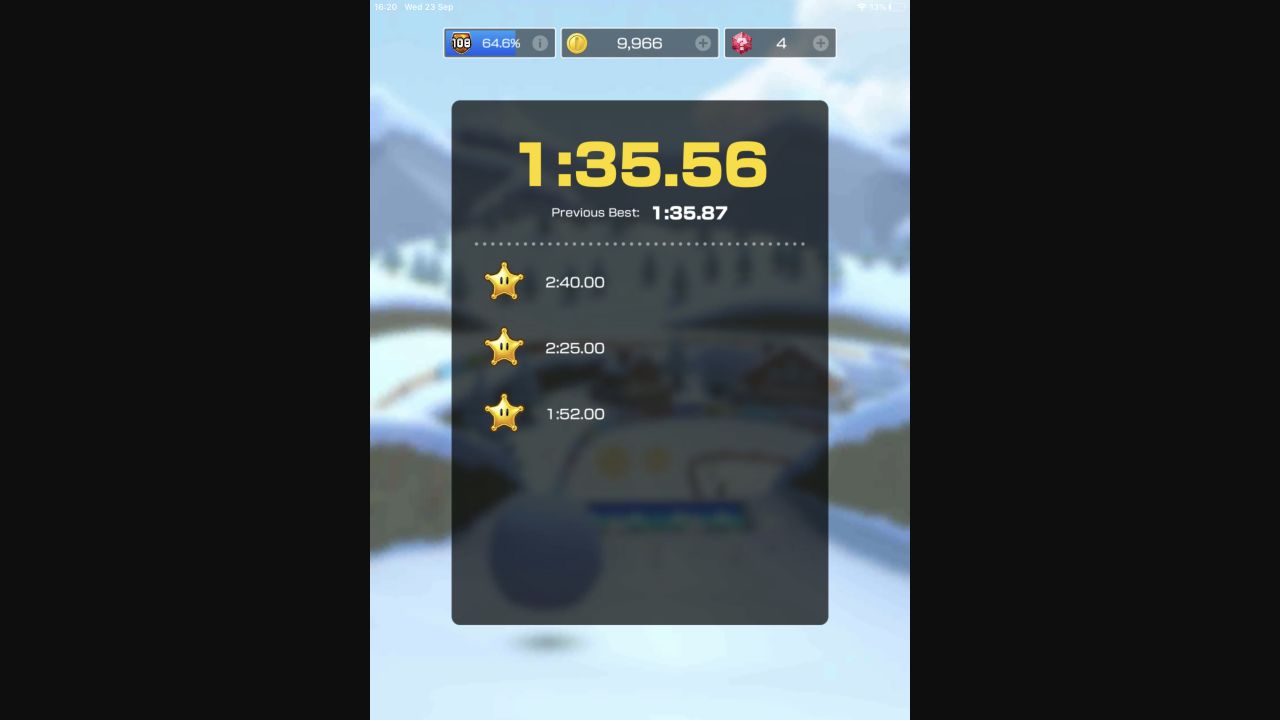 16:20 Wed 23 Sep 13%
108 64.6% i 9,966 + 4 +
1:35.56
Previous Best: 1:35.87
2:40.00
2:25.00
1:52.00